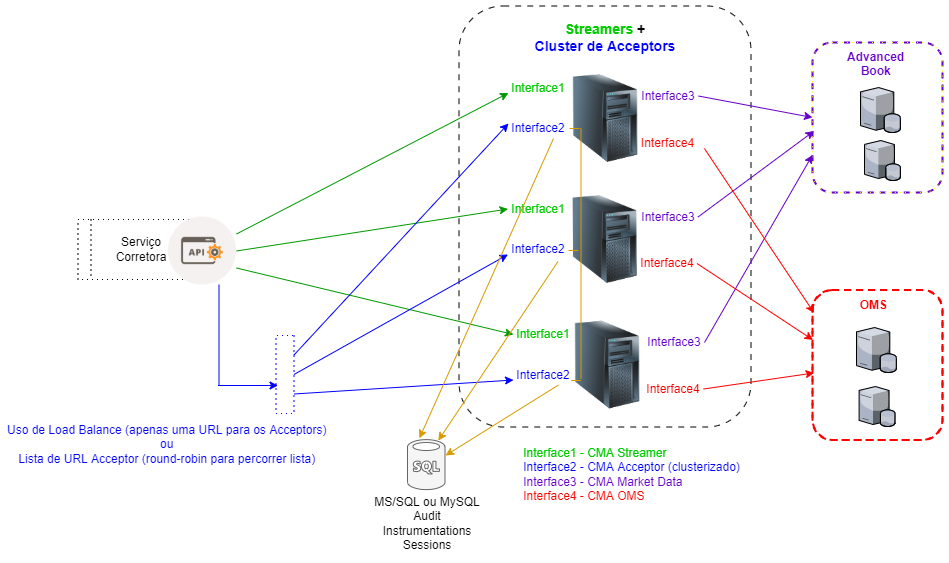 Streamers +
Cluster de Acceptors
Interface1
Interface2
Interface3
Interface4
Advanced
Book
Serviço
Corretora
API
Interface1
Interface2
Interface3
Interface4
OMS
Interface1
Interface2
Interface3
Interface4
Uso de Load Balance (apenas uma URL para os Acceptors)
ou
Lista de URL Acceptor (round-robin para percorrer lista)
SQL
MS/SQL ou MySQL
Audit
Instrumentations
Sessions
Interface1 - CMA Streamer
Interface2 - CMA Acceptor (clusterizado)
Interface3 - CMA Market Data
Interface4 - CMA OMS